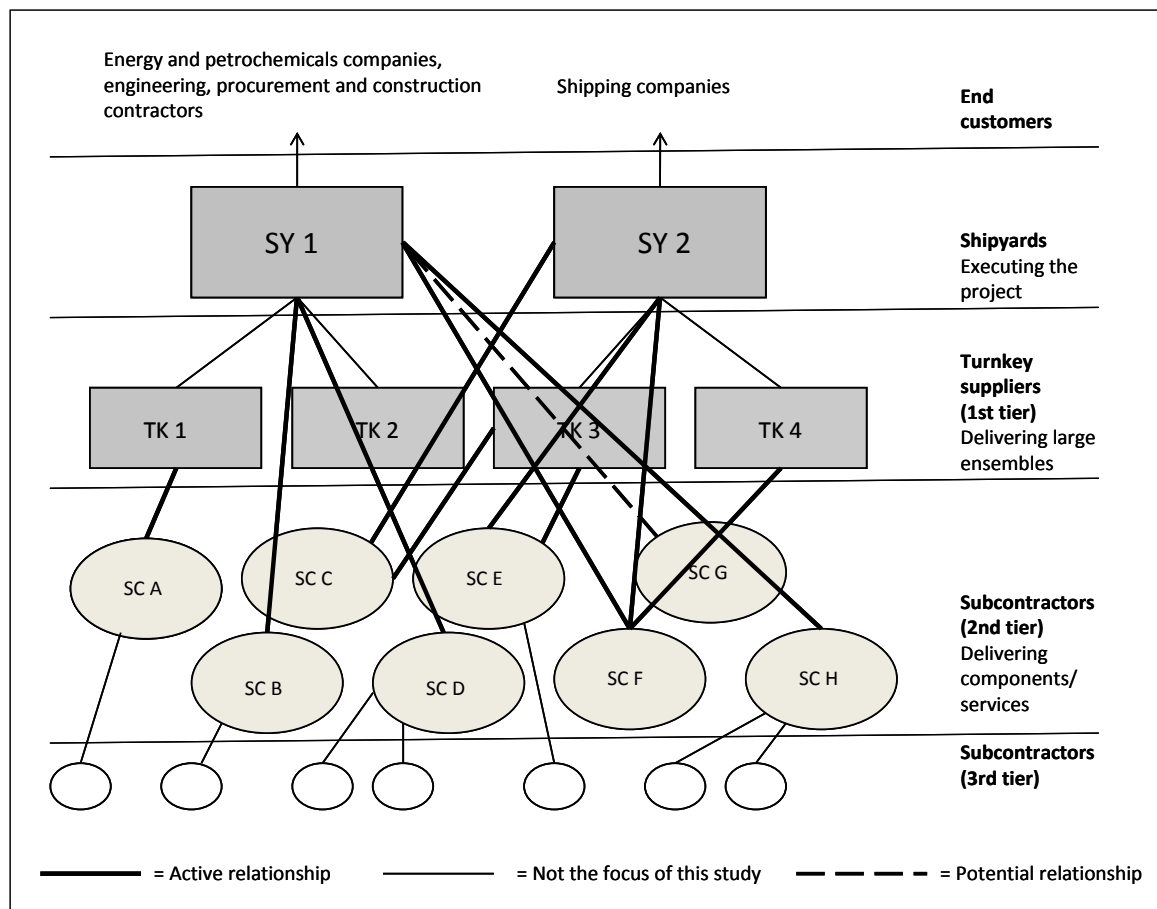 Energy and petrochemicals companies,
engineering, procurement and construction
contractors
Shipping companies
End
customers
SY 1
SY 2
Shipyards
Executing the
project
Turnkey
suppliers
(1st tier)
Delivering large
ensembles
TK 1
TK 2
TK 3
TK 4
SC A
SC C
SC E
SC G
SC B
SC D
SC F
SC H
Subcontractors
(2nd tier)
Delivering
components/
services
Subcontractors
(3rd tier)
= Active relationship
= Not the focus of this study
= Potential relationship